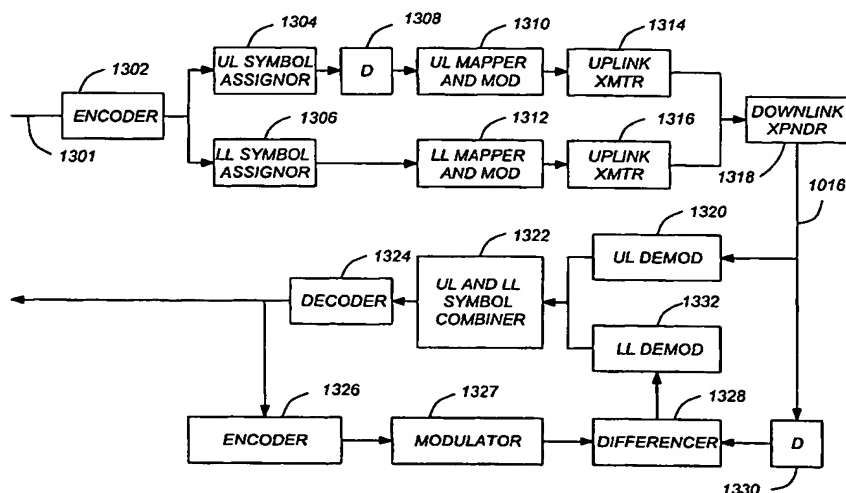 1304
1308
1310
1314
1302
UL SYMBOL
ASSIGNOR
D
UL MAPPER
AND MOD
UPLINK
XMTR
ENCODER
DOWNLINK
XPNDR
1301
1306
1312
1316
1318
LL SYMBOL
ASSIGNOR
LL MAPPER
AND MOD
UPLINK
XMTR
1016
1320
1322
1324
UL DEMOD
UL AND LL
SYMBOL
COMBINER
DECODER
1332
LL DEMOD
1326
1327
1328
ENCODER
MODULATOR
DIFFERENCER
D
1330